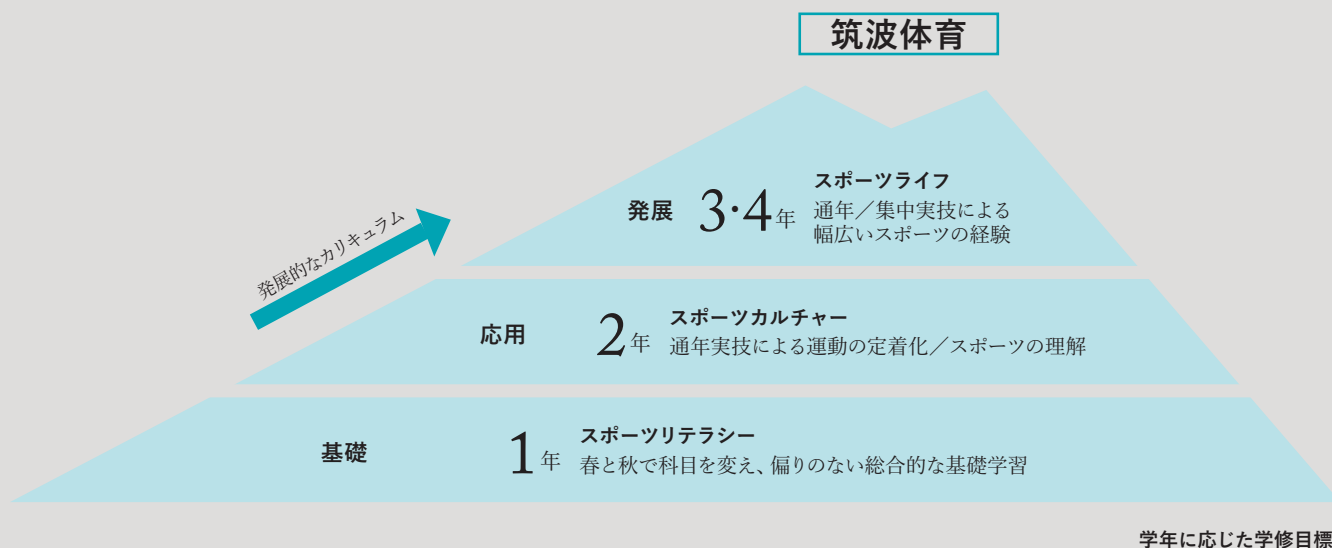 筑波体育
発展的なカリキュラム
発展 3·4年 スポーツライフ
通年／集中実技による
幅広いスポーツの経験
応用 2年 スポーツカルチャー
通年実技による運動の定着化／スポーツの理解
基礎 1年 スポーツリテラシー
春と秋で科目を変え、偏りのない総合的な基礎学習
学年に応じた学修目標